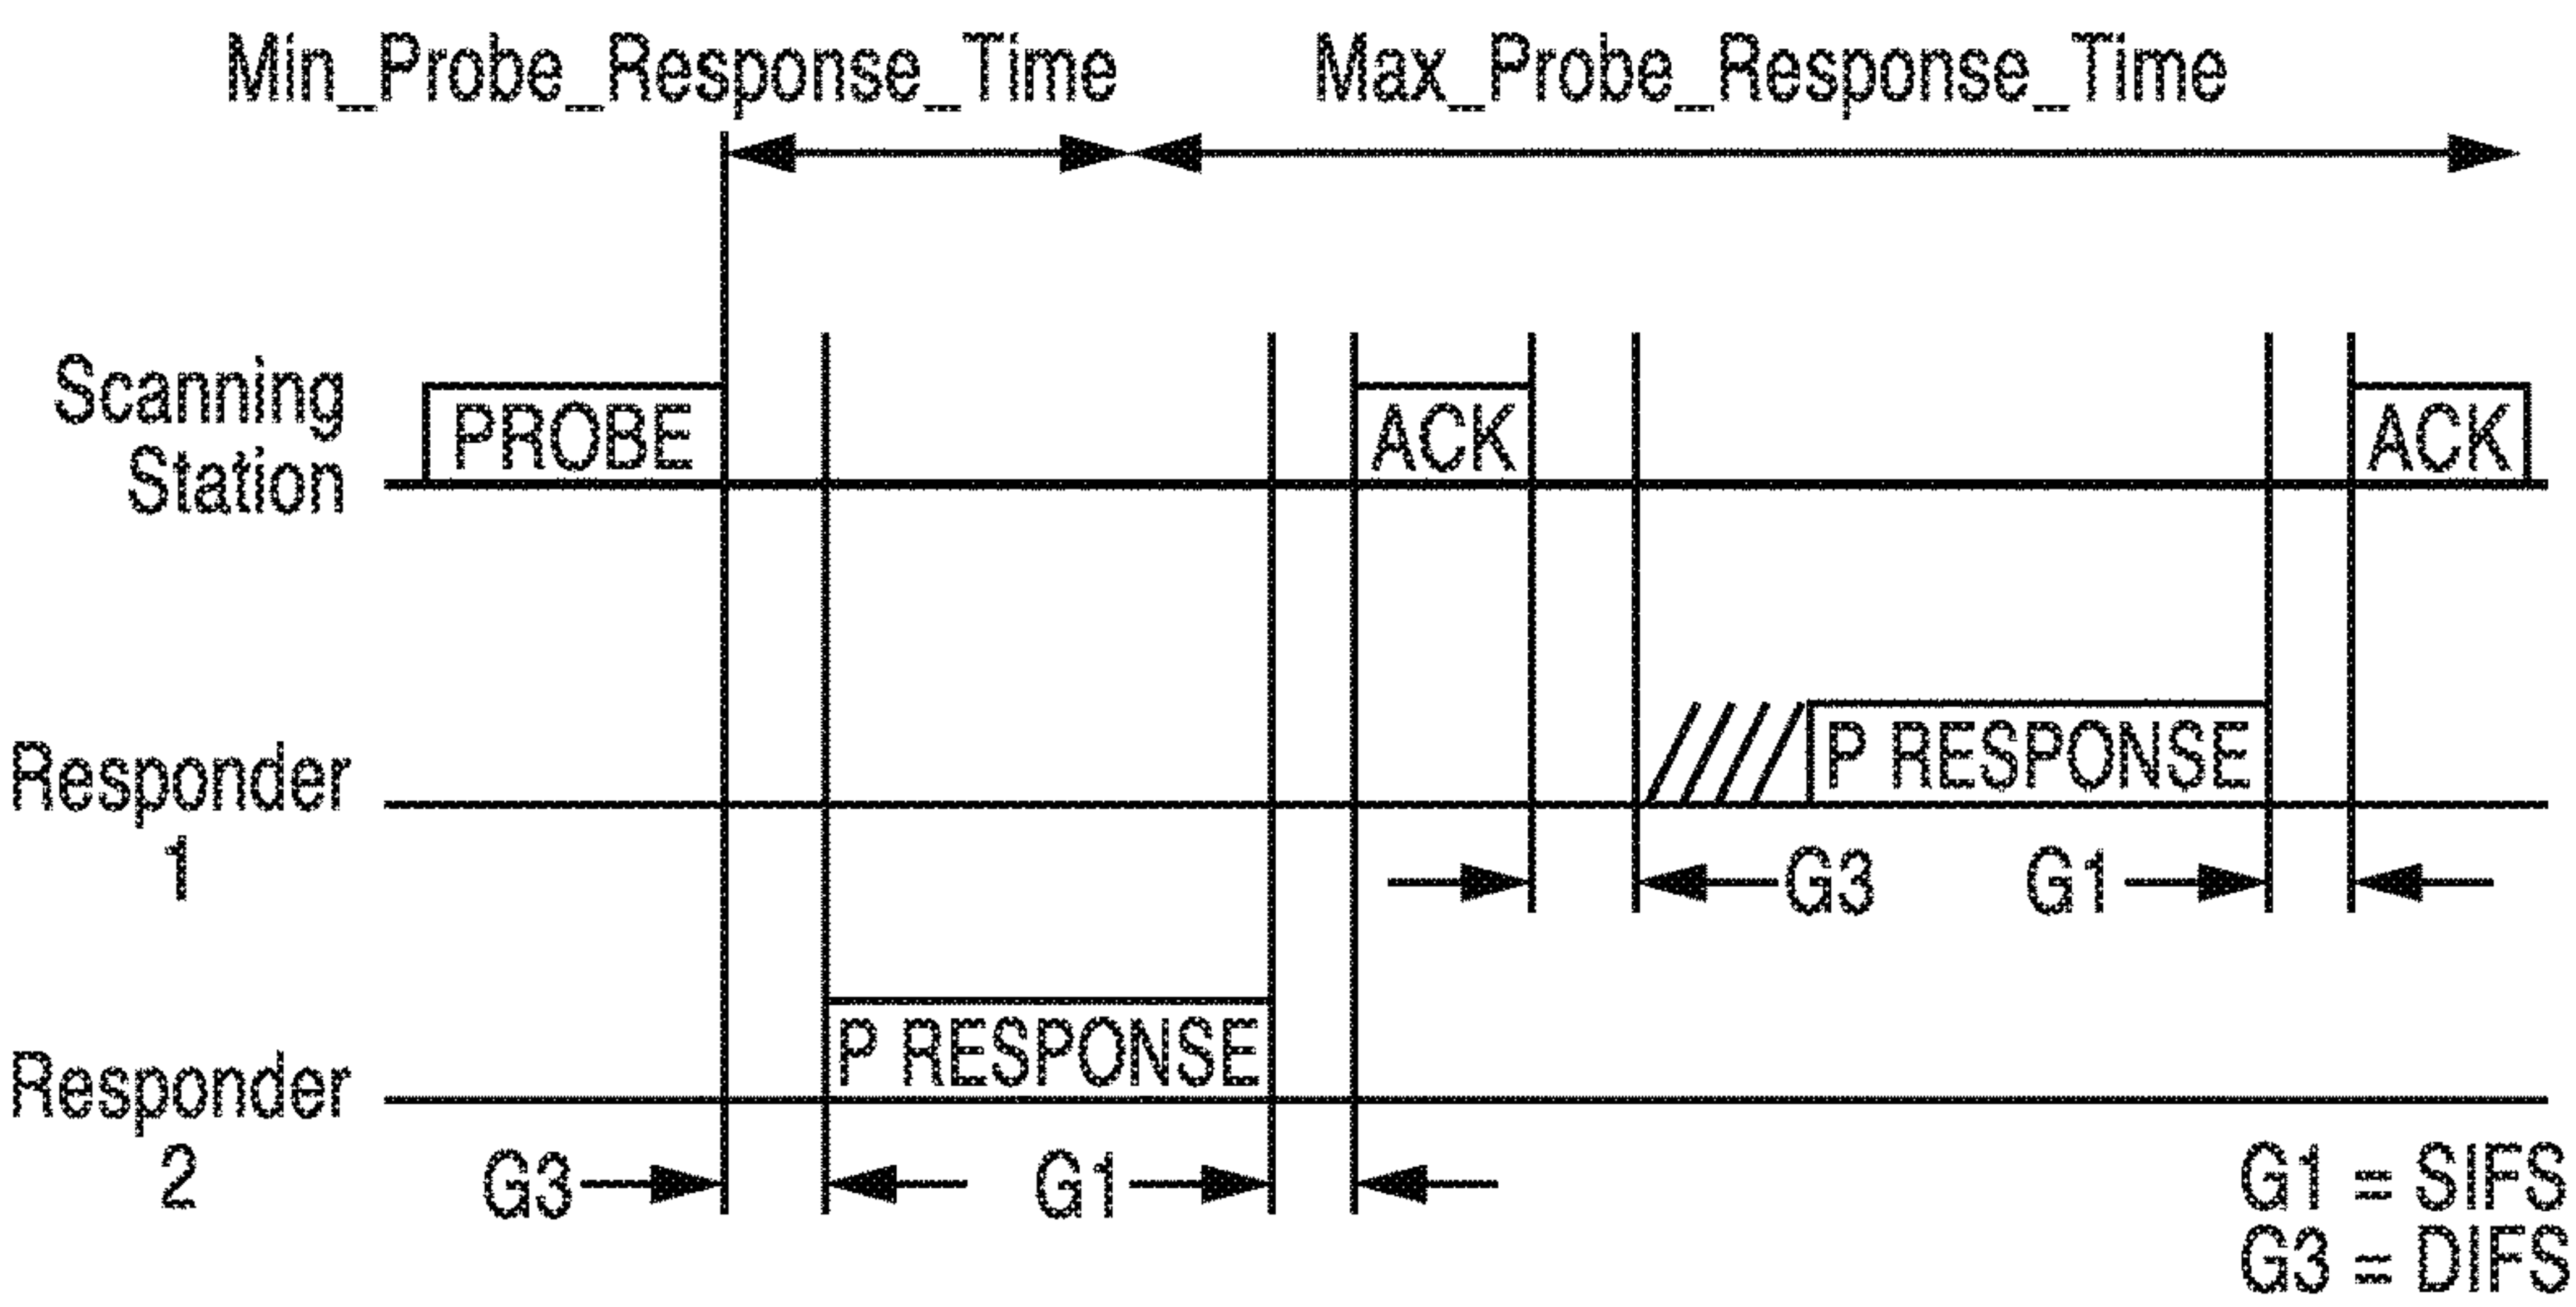 Min_Probe_Response_Time Max_Probe_Response_Time
Scanning
Station
PROBE
ACK
ACK
Responder
1
P RESPONSE
G3
G1
Responder
2
P RESPONSE
G3
G1
G1 = SIFS
G3 = DIFS